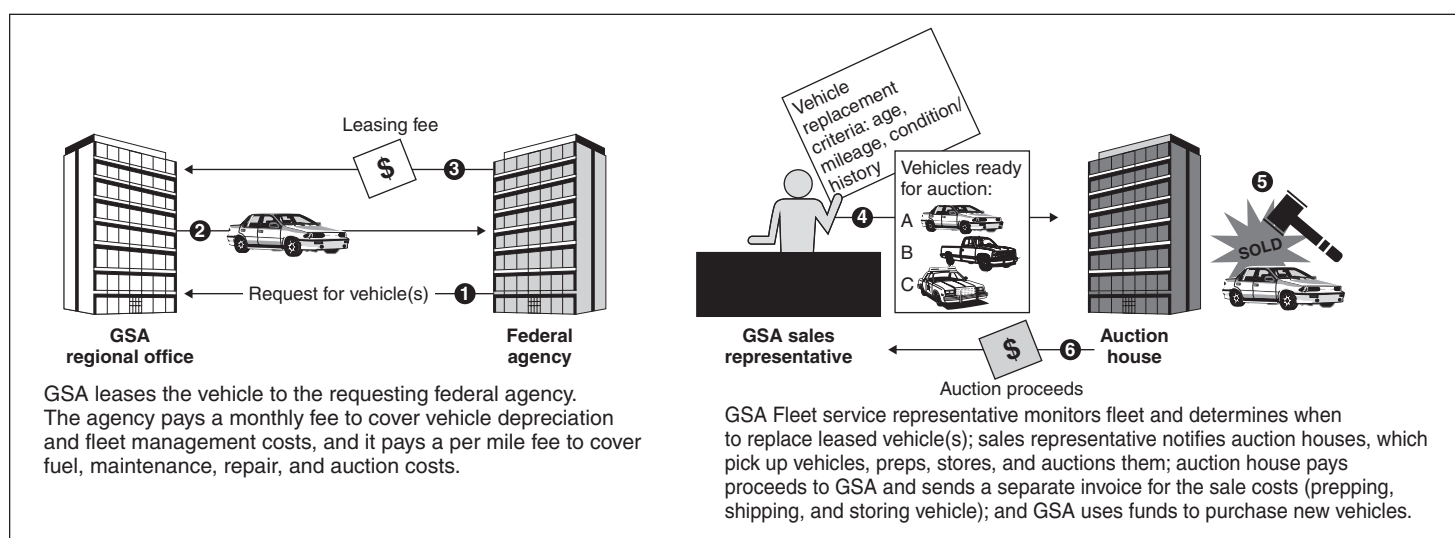 Leasing fee
$
3
2
Request for vehicle(s)
1
GSA
regional office
Federal
agency
GSA leases the vehicle to the requesting federal agency.
The agency pays a monthly fee to cover vehicle depreciation
and fleet management costs, and it pays a per mile fee to cover
fuel, maintenance, repair, and auction costs.
Vehicle
replacement
criteria: age,
mileage, condition/
history
Vehicles ready
for auction:
A
B
C
4
5
SOLD
GSA sales
representative
Auction
house
$
6
Auction proceeds
GSA Fleet service representative monitors fleet and determines when
to replace leased vehicle(s); sales representative notifies auction houses, which
pick up vehicles, preps, stores, and auctions them; auction house pays
proceeds to GSA and sends a separate invoice for the sale costs (prepping,
shipping, and storing vehicle); and GSA uses funds to purchase new vehicles.